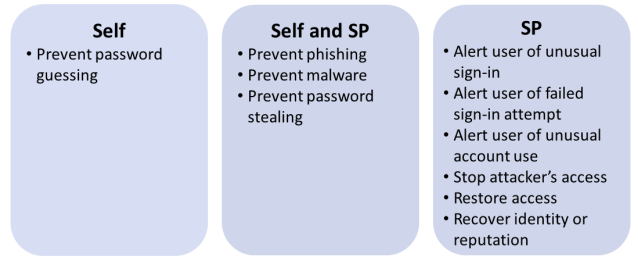 Self
• Prevent password
guessing
Self and SP
• Prevent phishing
• Prevent malware
• Prevent password
stealing
SP
• Alert user of unusual
sign-in
• Alert user of failed
sign-in attempt
• Alert user of unusual
account use
• Stop attacker’s access
• Restore access
• Recover identity or
reputation